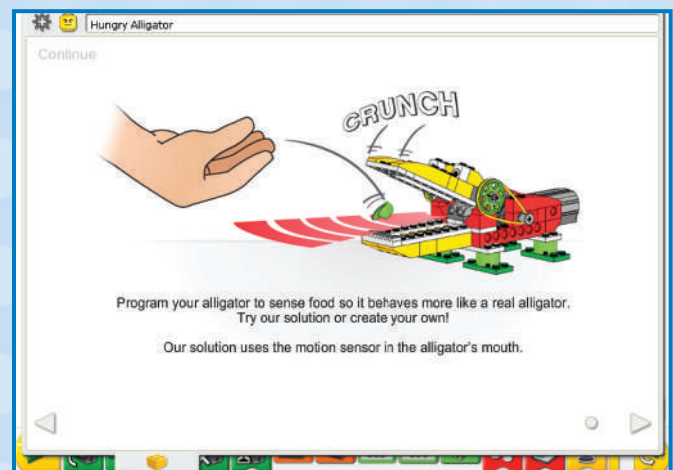 Hungry Alligator
Continue
CRUNCH
Program your alligator to sense food so it behaves more like a real alligator.
Try our solution or create your own!
Our solution uses the motion sensor in the alligator's mouth.